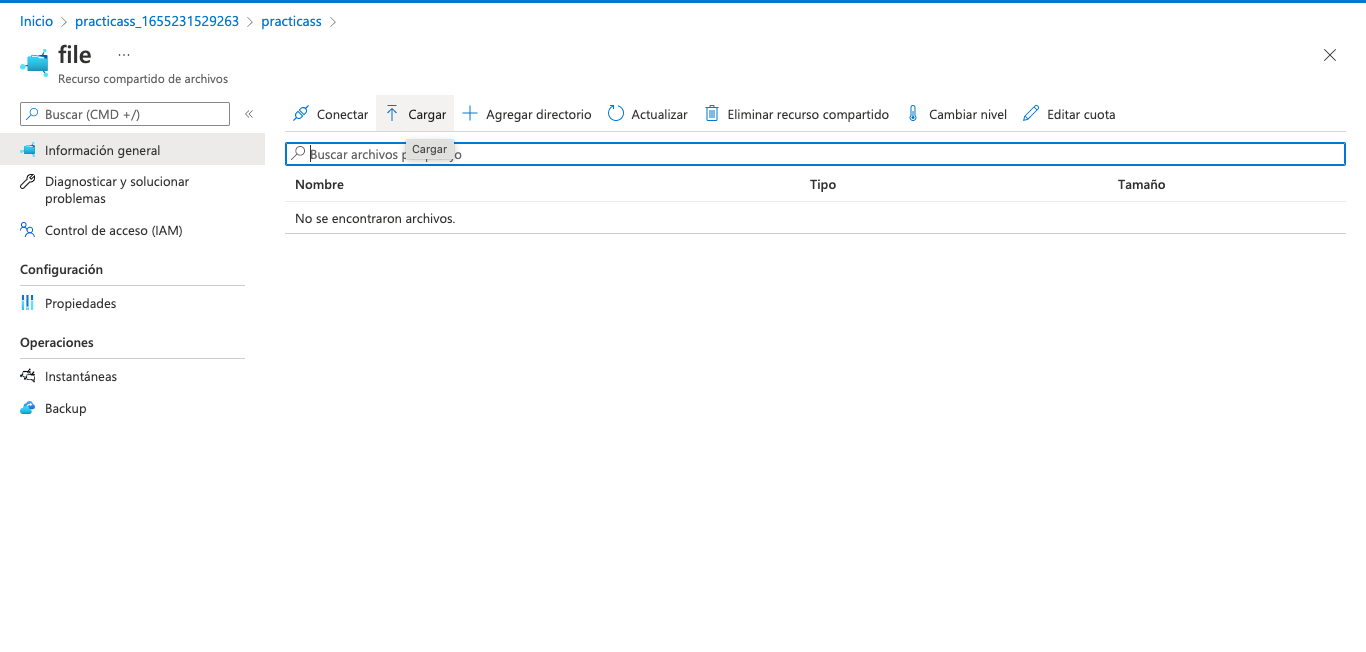 Inicio > practicass_1655231529263 > practicass >
file ...
Recurso compartido de archivos
Buscar (CMD +/)
«
Información general
Diagnosticar y solucionar
problemas
Control de acceso (IAM)
Configuración
Propiedades
Operaciones
Instantáneas
Backup
Conectar Cargar Agregar directorio Actualizar Eliminar recurso compartido Cambiar nivel Editar cuota
Cargar
Buscar archivos
Nombre Tipo Tamaño
No se encontraron archivos.